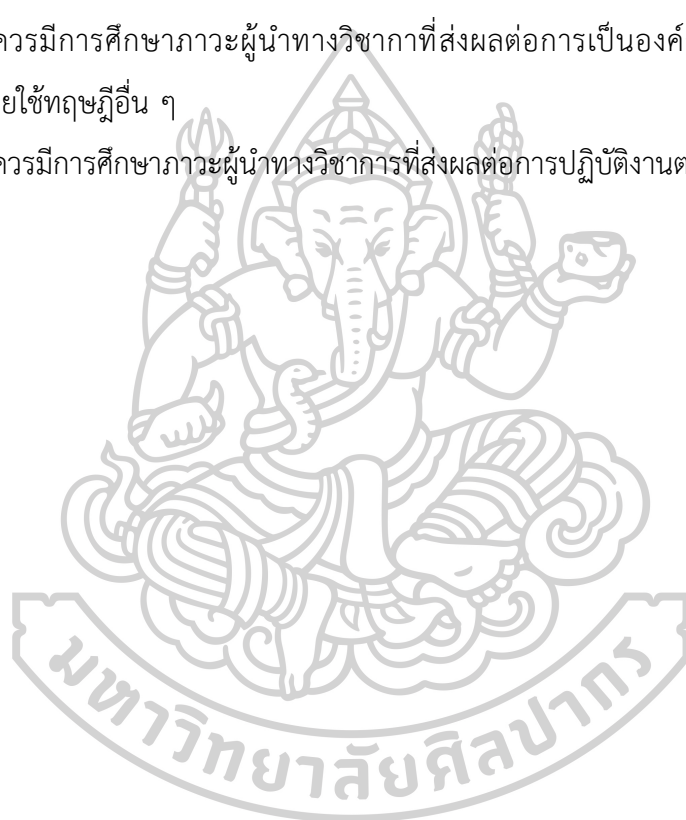 ควรมีการศึกษาภาวะผู้นำทางวิชากาที่ส่งผลต่อการเป็นองค์
ยใช้ทฤษฎีอื่น ๆ
ควรมีการศึกษาภาวะผู้นำทางวิชาการที่ส่งผลต่อการปฏิบัติงานต
มหาวิทยาลัยศิลปากร